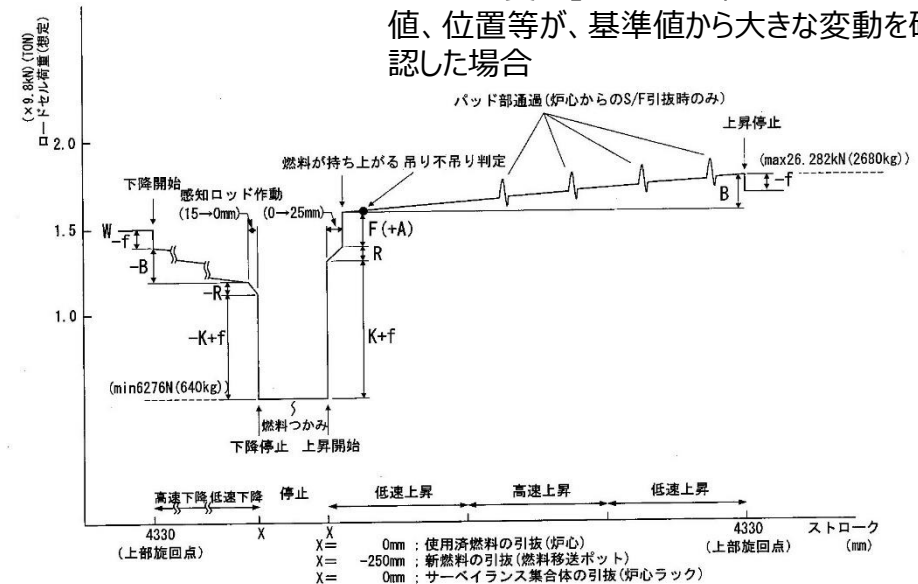 値、位置等が、基準値から大きな変動を確
認した場合
(×9.8kN)(TON)
ロードセル荷重(想定)
パッド部通過(炉心からのS/F引抜時のみ)
上昇停止
2.0
燃料が持ち上がる 吊り不吊り判定
(max26.282kN(2680kg))
下降開始
感知ロッド作動
(15→0mm)
(0→25mm)
B
-f
1.5
W
-f
F(+A)
R
-B
-R
1.0
-K+f
K+f
(min6276N(640kg))
燃料つかみ
下降停止 上昇開始
高速下降 低速下降 停止 低速上昇 高速上昇 低速上昇
4330 X X 4330 ストローク
(上部旋回点) (上部旋回点) (mm)
X= 0mm ; 使用済燃料の引抜(炉心)
X= -250mm ; 新燃料の引抜(燃料移送ポット)
X= 0mm ; サーベイランス集合体の引抜(炉心ラック)